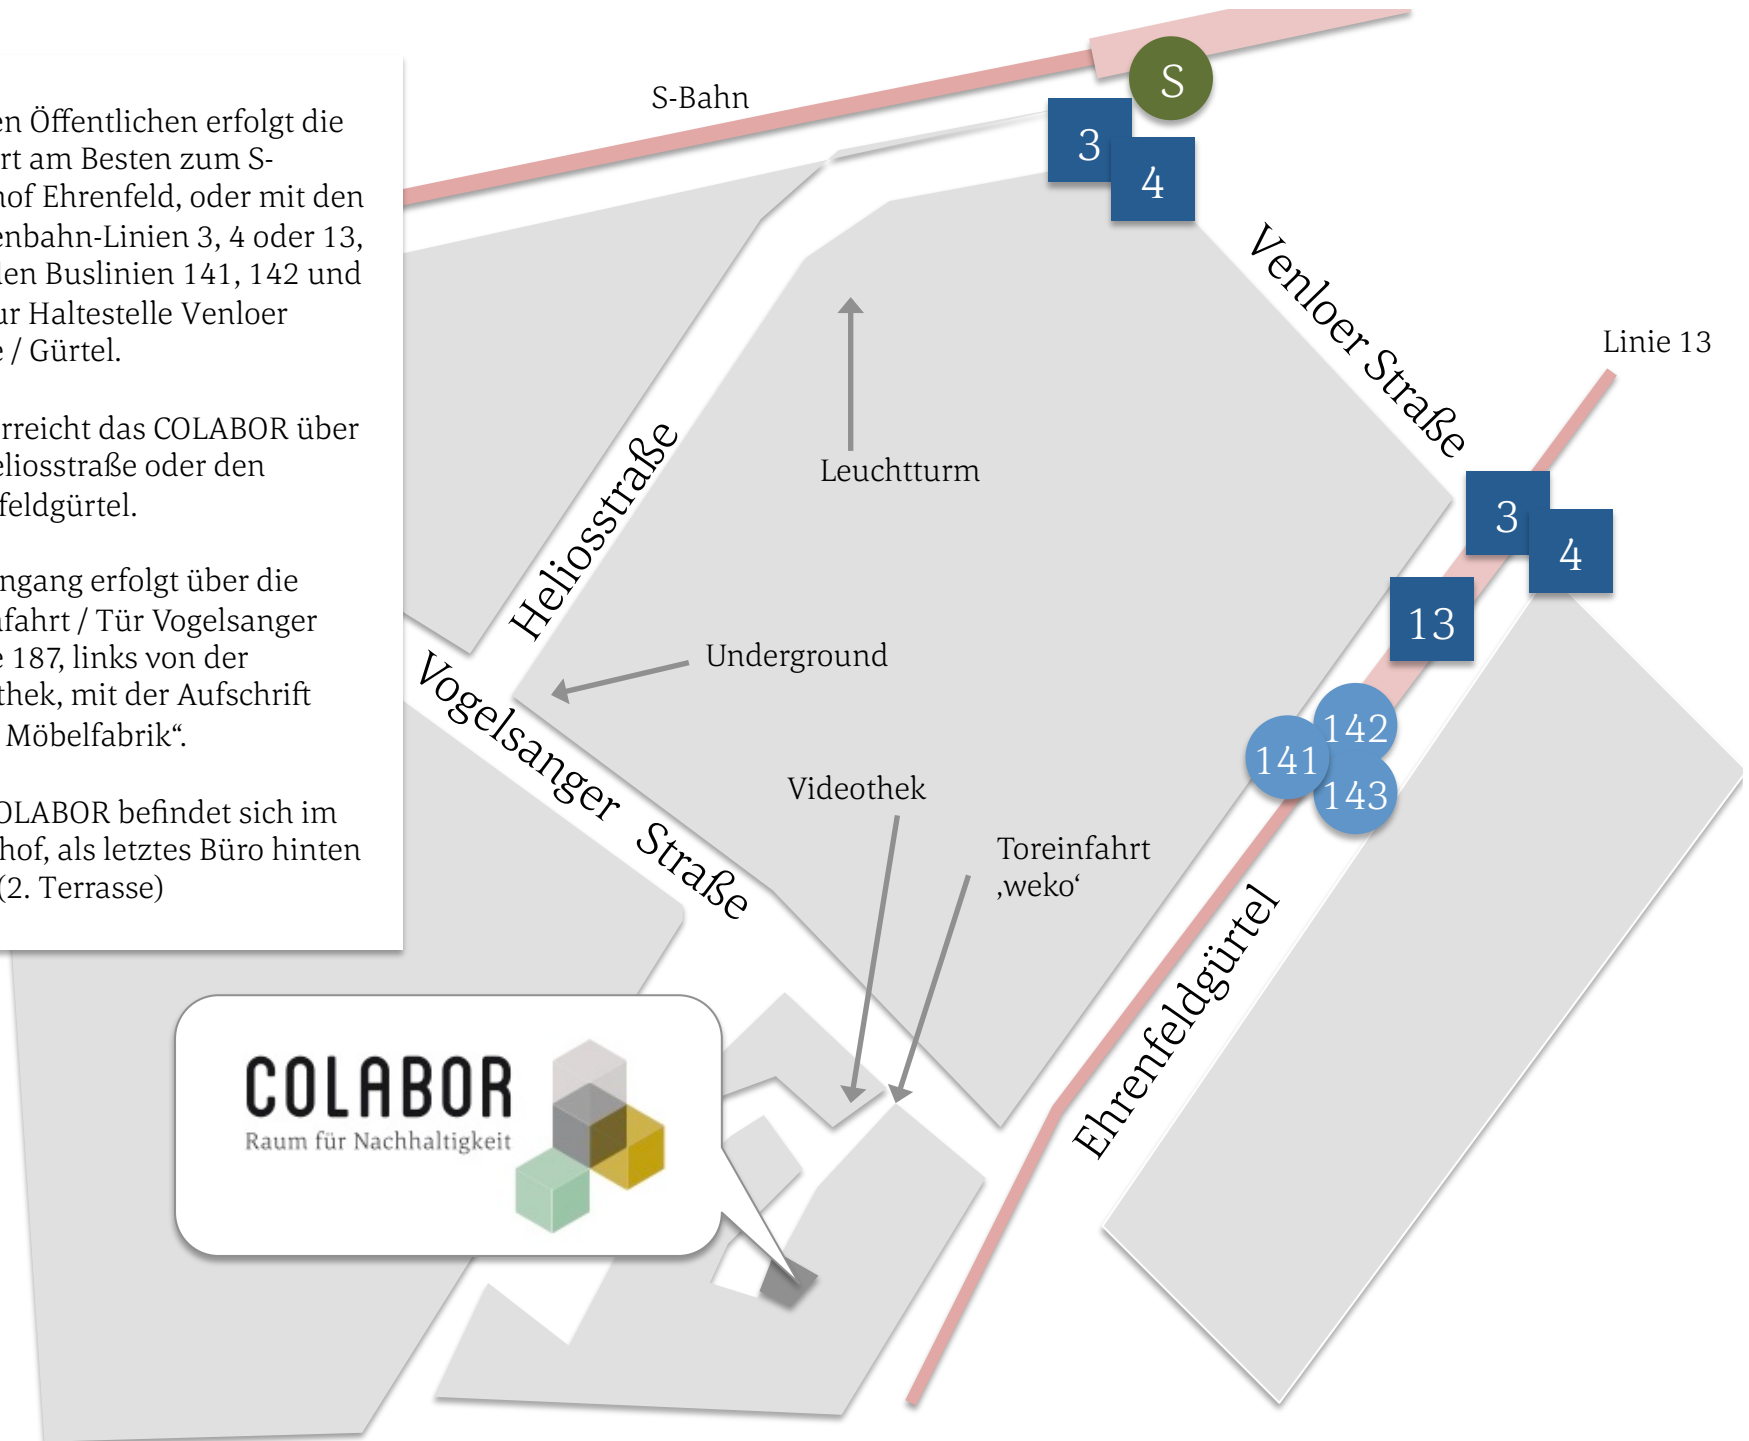 en Öffentlichen erfolgt die
rt am Besten zum S-
hof Ehrenfeld, oder mit den
enbahn-Linien 3, 4 oder 13,
den Buslinien 141, 142 und
ur Haltestelle Venloer
e / Gürtel.
erreicht das COLABOR über
eliosstraße oder den
feldgürtel.
ngang erfolgt über die
nfahrt / Tür Vogelsanger
e 187, links von der
thek, mit der Aufschrift
Möbelfabrik“.
OLABOR befindet sich im
hof, als letztes Büro hinten
(2. Terrasse)
S-Bahn
S
3
4
Venloer Straße
Linie 13
Heliosstraße
Leuchtturm
3
4
13
Underground
Vogelsanger Straße
142
141
143
Videothek
Toreinfahrt
‚weko‘
Ehrenfeldgürtel
COLABOR
Raum für Nachhaltigkeit